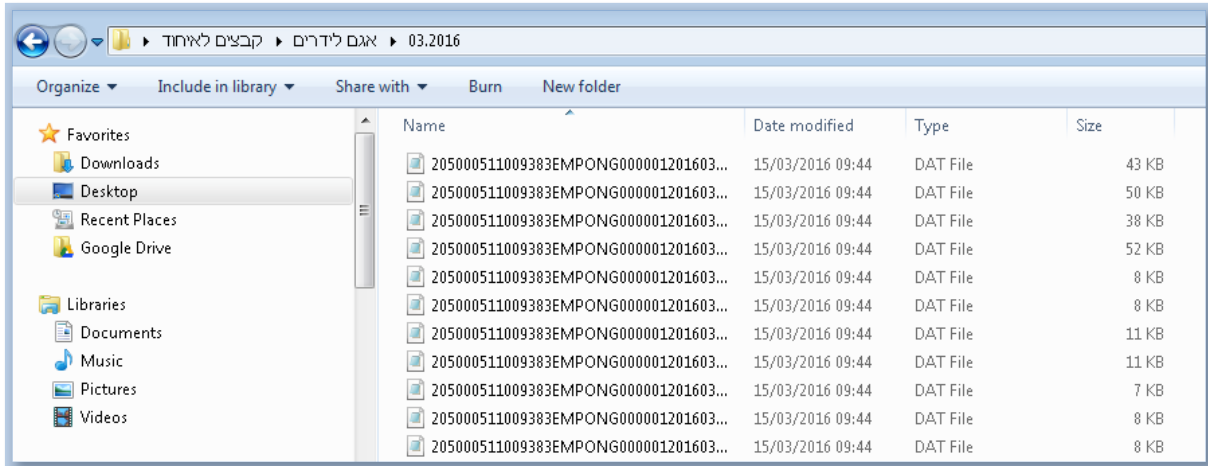 קבצים לאיחוד ▸ אגם לידרים ▸ 03.2016
Organize Include in library Share with Burn New folder
Favorites
Downloads
Desktop
Recent Places
Google Drive
Libraries
Documents
Music
Pictures
Videos
Name Date modified Type Size
205000511009383EMPONG000001201603... 15/03/2016 09:44 DAT File 43 KB
205000511009383EMPONG000001201603... 15/03/2016 09:44 DAT File 50 KB
205000511009383EMPONG000001201603... 15/03/2016 09:44 DAT File 38 KB
205000511009383EMPONG000001201603... 15/03/2016 09:44 DAT File 52 KB
205000511009383EMPONG000001201603... 15/03/2016 09:44 DAT File 8 KB
205000511009383EMPONG000001201603... 15/03/2016 09:44 DAT File 8 KB
205000511009383EMPONG000001201603... 15/03/2016 09:44 DAT File 11 KB
205000511009383EMPONG000001201603... 15/03/2016 09:44 DAT File 11 KB
205000511009383EMPONG000001201603... 15/03/2016 09:44 DAT File 7 KB
205000511009383EMPONG000001201603... 15/03/2016 09:44 DAT File 8 KB
205000511009383EMPONG000001201603... 15/03/2016 09:44 DAT File 8 KB